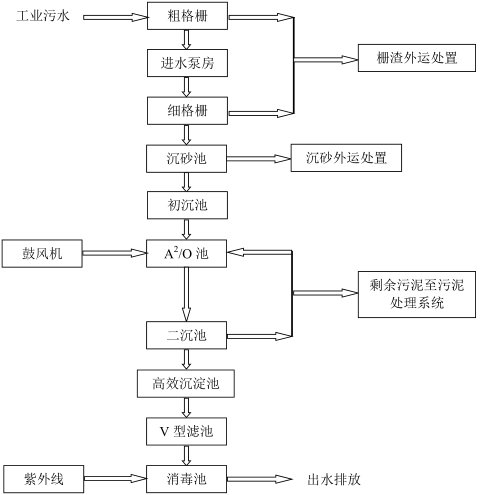 工业污水
粗格栅
进水泵房
栅渣外运处置
细格栅
沉砂池
沉砂外运处置
初沉池
鼓风机
A²/O 池
剩余污泥至污泥
处理系统
二沉池
高效沉淀池
V 型滤池
紫外线
消毒池
出水排放